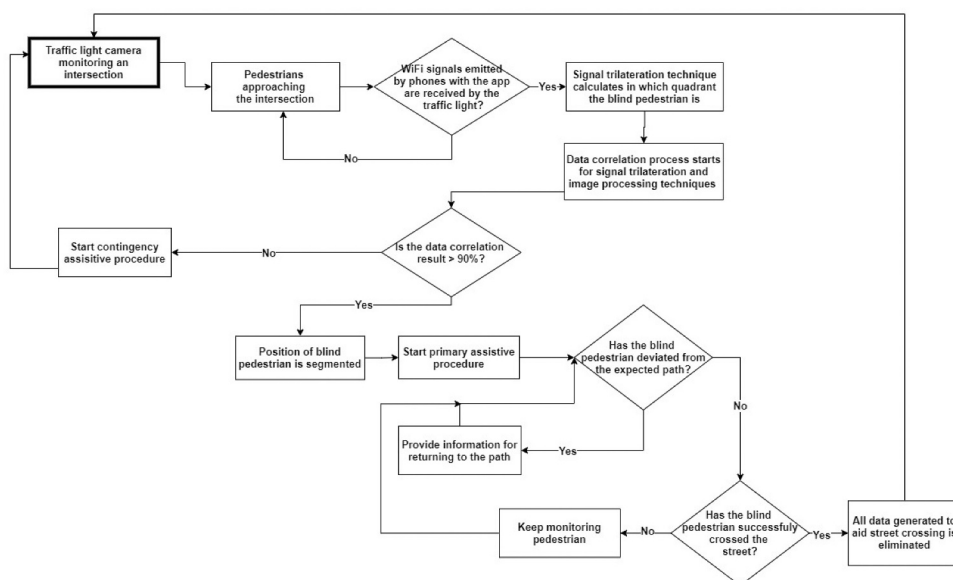 Traffic light camera
monitoring an
intersection
Pedestrians
approaching
the intersection
WiFi signals emitted
by phones with the app
are received by the
traffic light?
Yes
Signal trilateration technique
calculates in which quadrant
the blind pedestrian is
No
Data correlation process starts
for signal trilateration and
image processing techniques
Start contingency
assisitive procedure
No
Is the data correlation
result > 90%?
Yes
Position of blind
pedestrian is segmented
Start primary assistive
procedure
Has the blind
pedestrian deviated from
the expected path?
No
Provide information for
returning to the path
Yes
Keep monitoring
pedestrian
No
Has the blind
pedestrian successfuly
crossed the
street?
Yes
All data generated to
aid street crossing is
eliminated